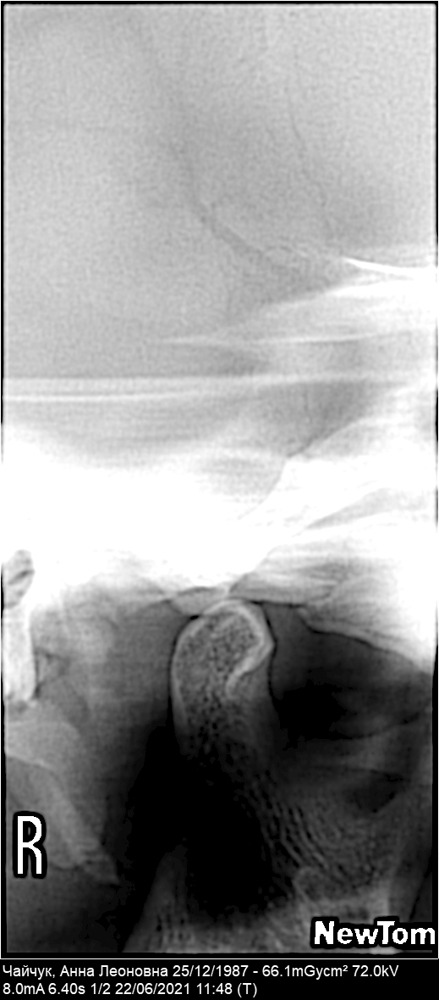 R
NewTom
Чайчук, Анна Леоновна 25/12/1987 - 66.1mGycm² 72.0kV
8.0mA 6.40s 1/2 22/06/2021 11:48 (T)